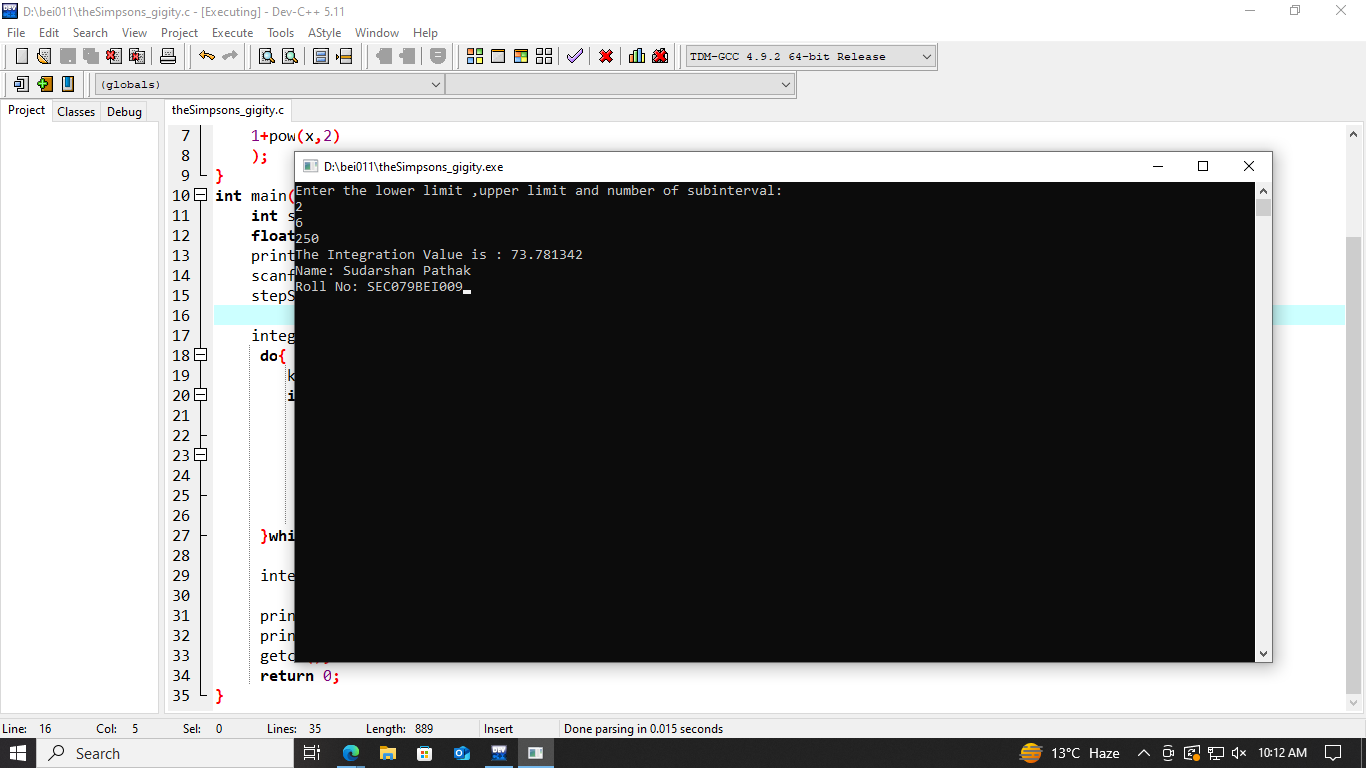 D:\bei011\theSimpsons_gigity.c - [Executing] - Dev-C++ 5.11
File Edit Search View Project Execute Tools AStyle Window Help
TDM-GCC 4.9.2 64-bit Release
(globals)
Project Classes Debug
theSimpsons_gigity.c
7 1+pow(x,2)
8 );
9 }
10 int main(
11 int s
12 float
13 print
14 scanf
15 stepS
16
17 integ
18 do{
19 k
20 i
21
22
23
24
25
26
27 }whi
28
29 inte
30
31 prin
32 prin
33 getc
34 return 0;
35 }
D:\bei011\theSimpsons_gigity.exe
Enter the lower limit ,upper limit and number of subinterval:
2
6
250
The Integration Value is : 73.781342
Name: Sudarshan Pathak
Roll No: SEC079BEI009
Line: 16 Col: 5 Sel: 0 Lines: 35 Length: 889 Insert Done parsing in 0.015 seconds
Search 13°C Haze 10:12 AM